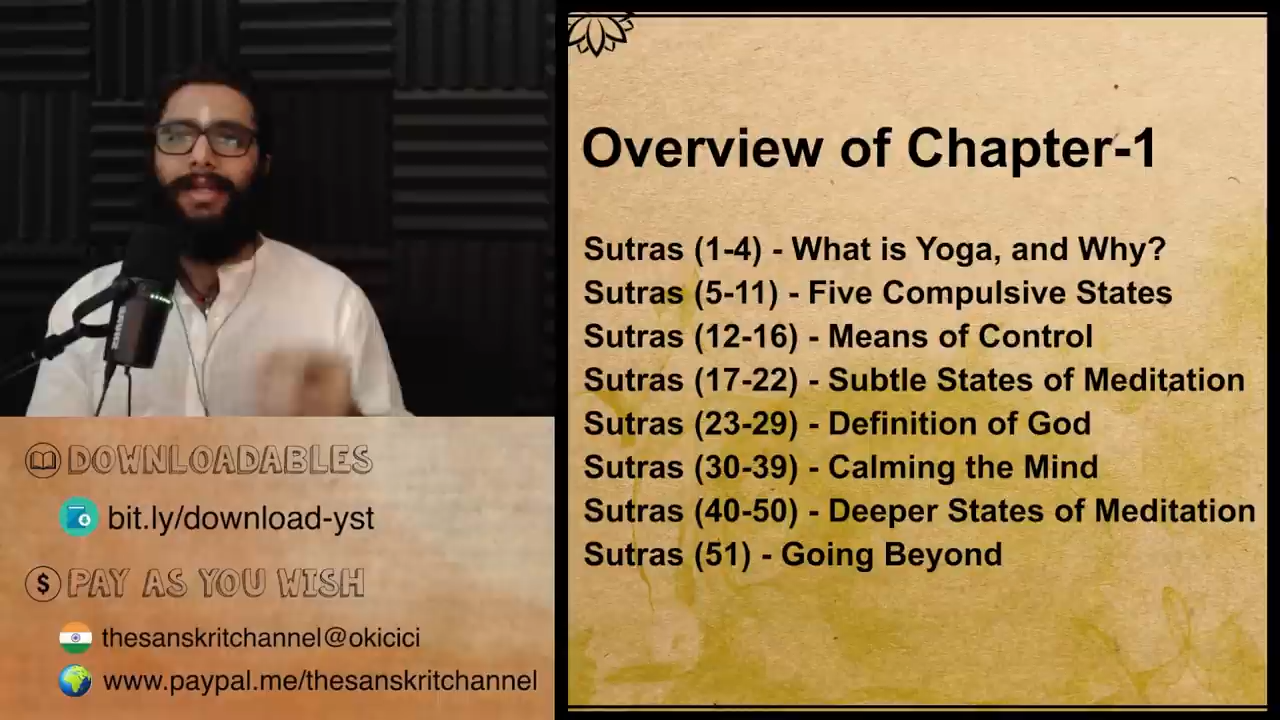 Overview of Chapter-1
Sutras (1-4) - What is Yoga, and Why?
Sutras (5-11) - Five Compulsive States
Sutras (12-16) - Means of Control
Sutras (17-22) - Subtle States of Meditation
Sutras (23-29) - Definition of God
Sutras (30-39) - Calming the Mind
Sutras (40-50) - Deeper States of Meditation
Sutras (51) - Going Beyond
DOWNLOADABLES
bit.ly/download-yst
$ PAY AS YOU WISH
thesanskritchannel@okicici
www.paypal.me/thesanskritchannel